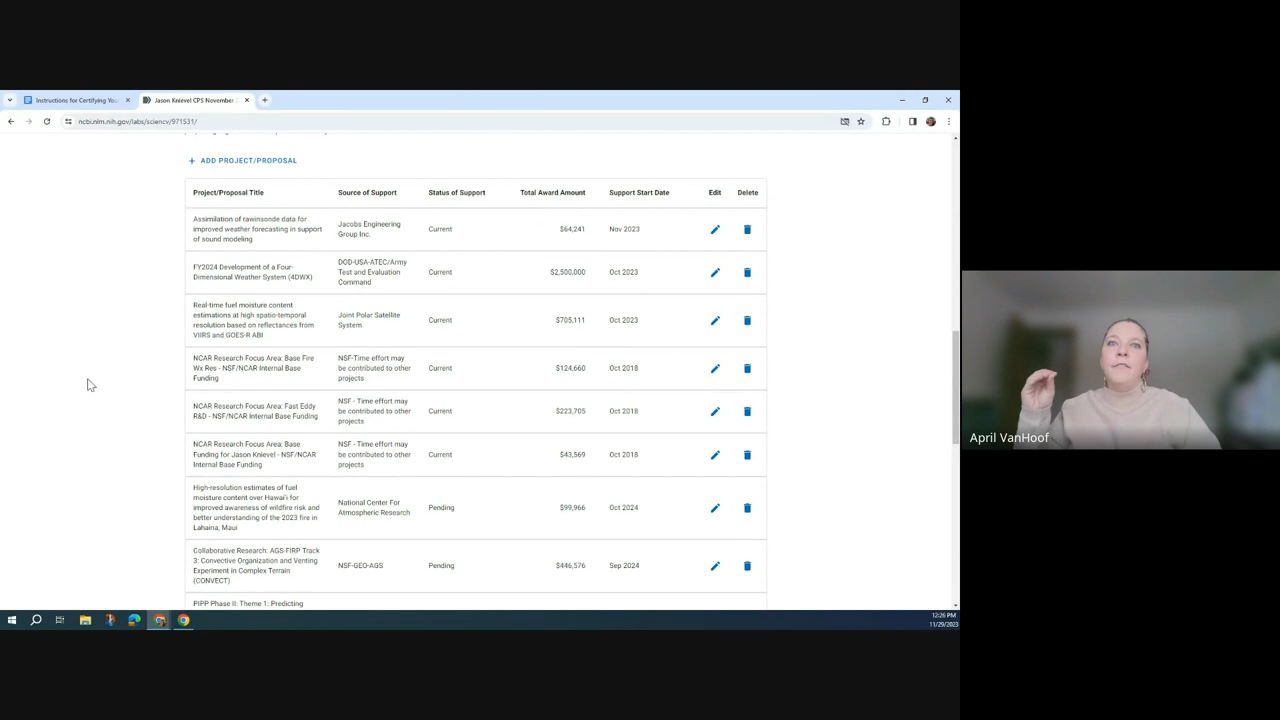 Instructions for Certifying You
Jason Knievel CPS November
ncbi.nlm.nih.gov/labs/sciencv/971531/
ADD PROJECT/PROPOSAL
Project/Proposal Title Source of Support Status of Support Total Award Amount Support Start Date Edit Delete
Assimilation of rawinsonde data for
improved weather forecasting in support
of sound modeling
Jacobs Engineering
Group Inc.
Current
$64,241
Nov 2023
FY2024 Development of a Four-
Dimensional Weather System (4DWX)
DOD-USA-ATEC/Army
Test and Evaluation
Command
Current
$2,500,000
Oct 2023
Real-time fuel moisture content
estimations at high spatio-temporal
resolution based on reflectances from
VIIRS and GOES-R ABI
Joint Polar Satellite
System
Current
$705,111
Oct 2023
NCAR Research Focus Area: Base Fire
Wx Res - NSF/NCAR Internal Base
Funding
NSF-Time effort may
be contributed to other
projects
Current
$124,660
Oct 2018
NCAR Research Focus Area: Fast Eddy
R&D - NSF/NCAR Internal Base Funding
NSF - Time effort may
be contributed to other
projects
Current
$223,705
Oct 2018
NCAR Research Focus Area: Base
Funding for Jason Knievel - NSF/NCAR
Internal Base Funding
NSF - Time effort may
be contributed to other
projects
Current
$43,569
Oct 2018
High-resolution estimates of fuel
moisture content over Hawai'i for
improved awareness of wildfire risk and
better understanding of the 2023 fire in
Lahaina, Maui
National Center For
Atmospheric Research
Pending
$99,966
Oct 2024
Collaborative Research: AGS-FIRP Track
3: Convective Organization and Venting
Experiment in Complex Terrain
(CONVECT)
NSF-GEO-AGS
Pending
$446,576
Sep 2024
PIPP Phase II: Theme 1: Predicting
12:26 PM
11/29/2023
April VanHoof